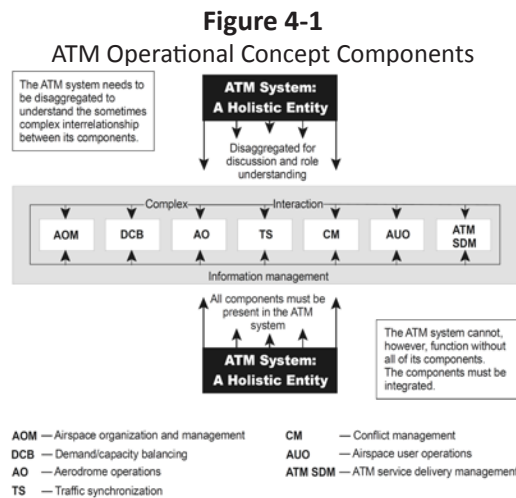 Figure 4-1
ATM Operational Concept Components
The ATM system needs to
be disaggregated to
understand the sometimes
complex interrelationship
between its components.
ATM System:
A Holistic Entity
Disaggregated for
discussion and role
understanding
Complex
Interaction
AOM
DCB
AO
TS
CM
AUO
ATM
SDM
Information management
All components must be
present in the ATM
system
ATM System:
A Holistic Entity
The ATM system cannot,
however, function without
all of its components.
The components must be
integrated.
AOM — Airspace organization and management
DCB — Demand/capacity balancing
AO — Aerodrome operations
TS — Traffic synchronization
CM — Conflict management
AUO — Airspace user operations
ATM SDM — ATM service delivery management